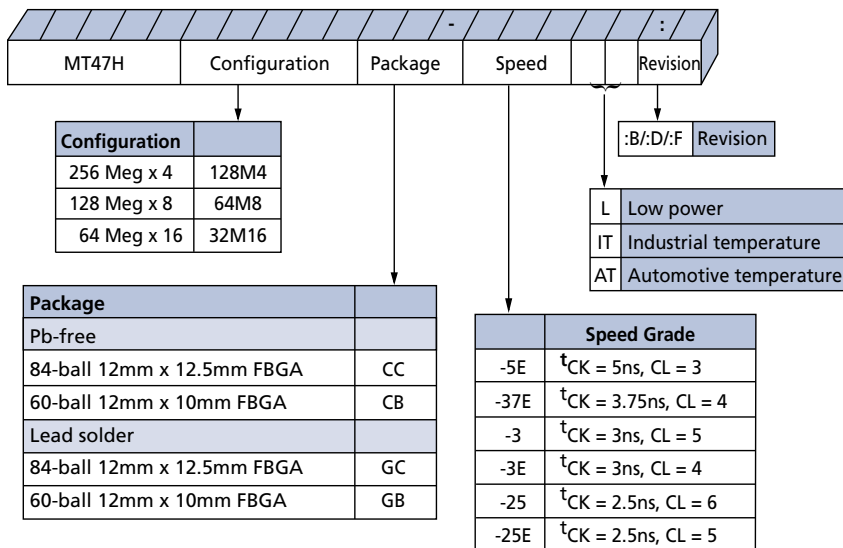 - :
MT47H Configuration Package Speed Revision
Configuration
256 Meg x 4 128M4
128 Meg x 8 64M8
64 Meg x 16 32M16
:B/:D/:F Revision
L Low power
IT Industrial temperature
AT Automotive temperature
Package
Pb-free
84-ball 12mm x 12.5mm FBGA CC
60-ball 12mm x 10mm FBGA CB
Lead solder
84-ball 12mm x 12.5mm FBGA GC
60-ball 12mm x 10mm FBGA GB
Speed Grade
-5E tCK = 5ns, CL = 3
-37E tCK = 3.75ns, CL = 4
-3 tCK = 3ns, CL = 5
-3E tCK = 3ns, CL = 4
-25 tCK = 2.5ns, CL = 6
-25E tCK = 2.5ns, CL = 5